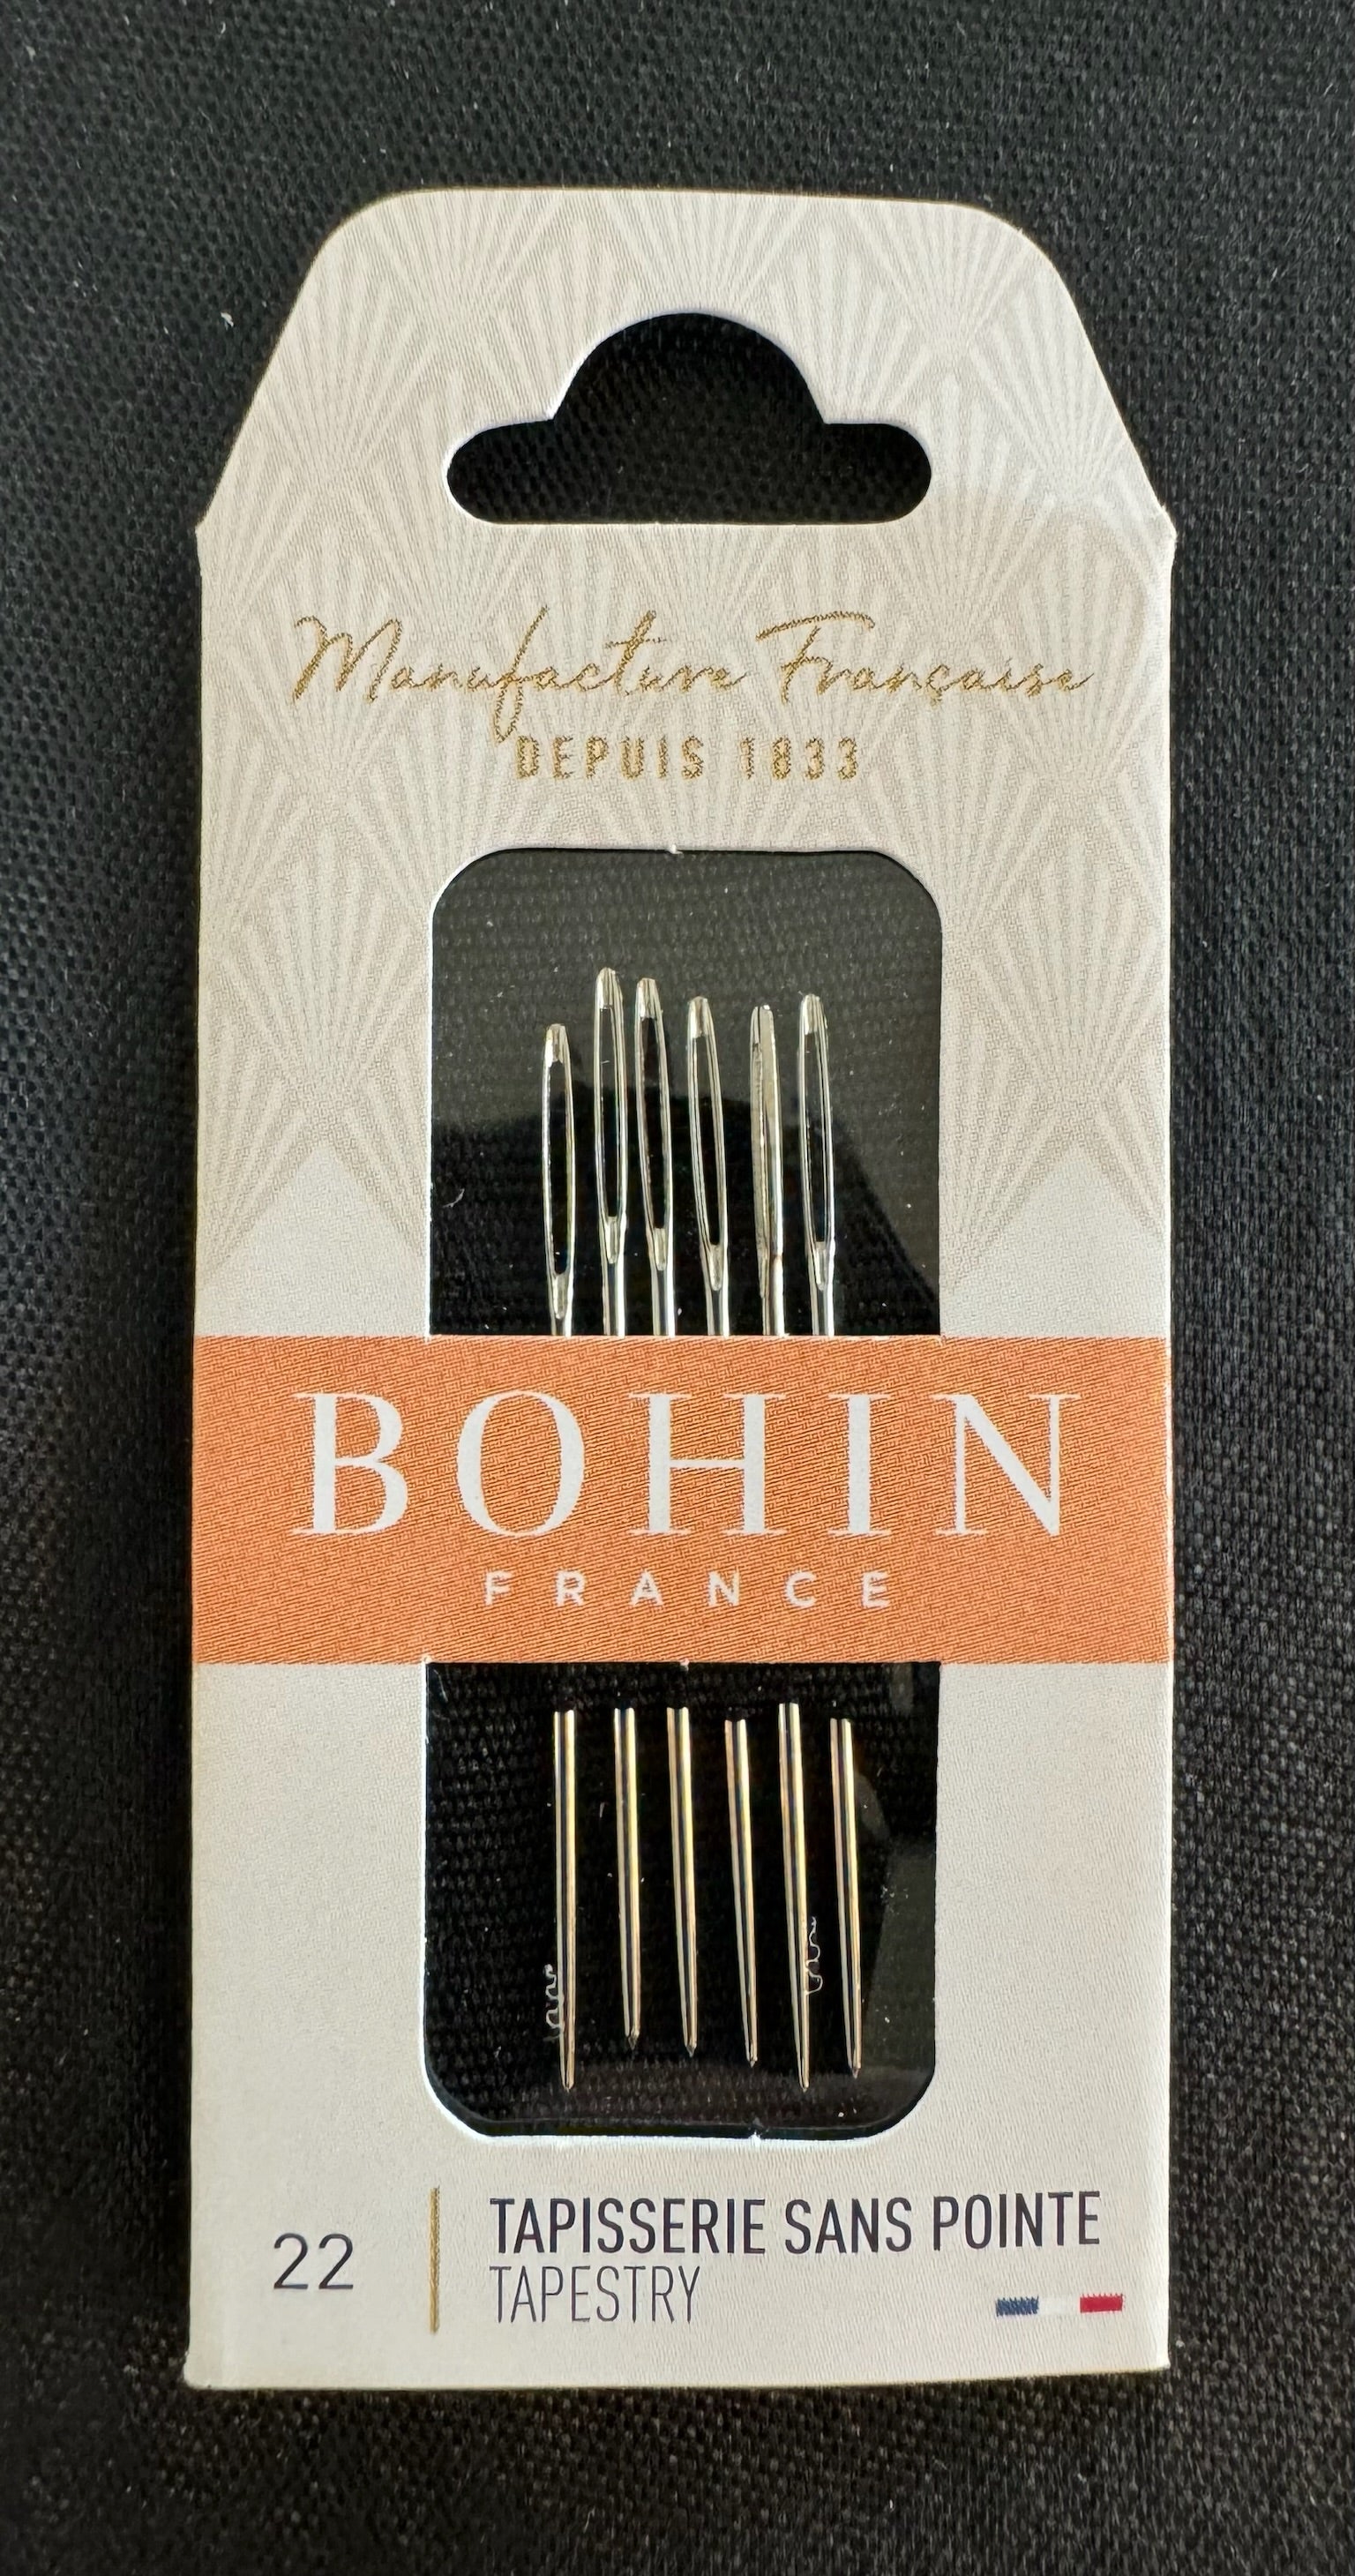 Manufacture Française
DEPUIS 1833
BOHIN
FRANCE
22
TAPISSERIE SANS POINTE
TAPESTRY